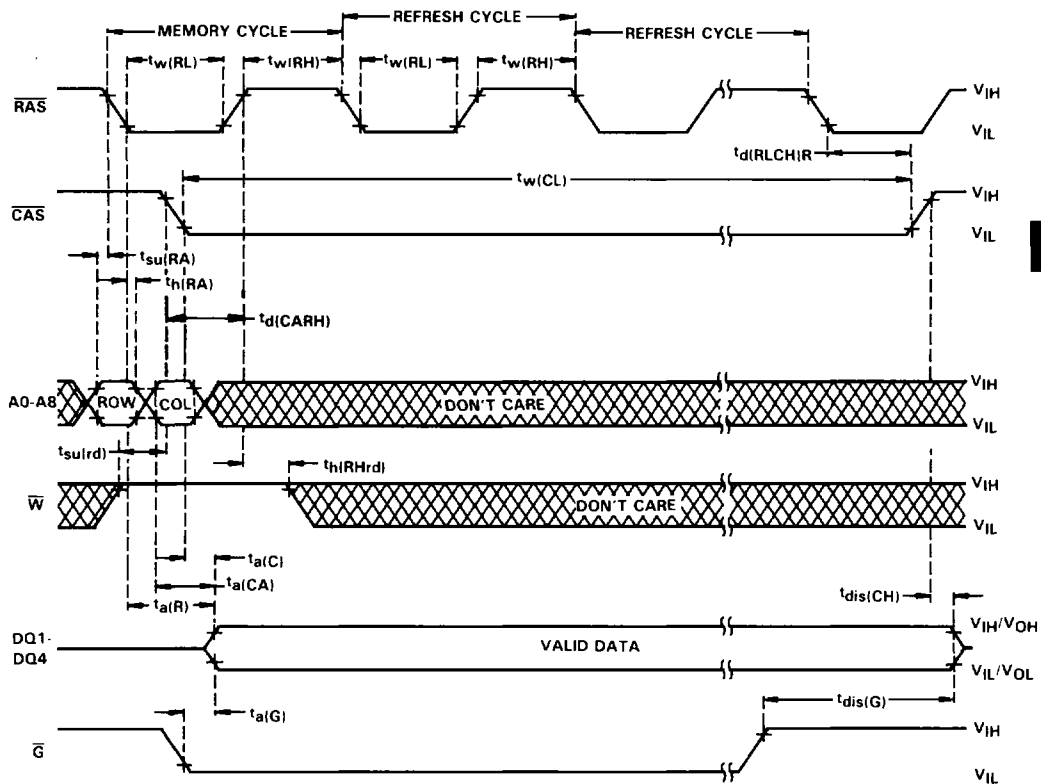 MEMORY CYCLE
REFRESH CYCLE
REFRESH CYCLE
tw(RL)
tw(RH)
tw(RL)
tw(RH)
RAS
VIH
VIL
td(RLCH)R
tw(CL)
CAS
VIH
VIL
tsu(RA)
th(RA)
td(CARH)
A0-A8
ROW
COL
DON'T CARE
VIH
VIL
tsu(rd)
th(RHrd)
W
DON'T CARE
VIH
VIL
ta(C)
ta(CA)
ta(R)
tdis(CH)
DQ1-
DQ4
VALID DATA
VIH/VOH
VIL/VOL
ta(G)
tdis(G)
G
VIH
VIL